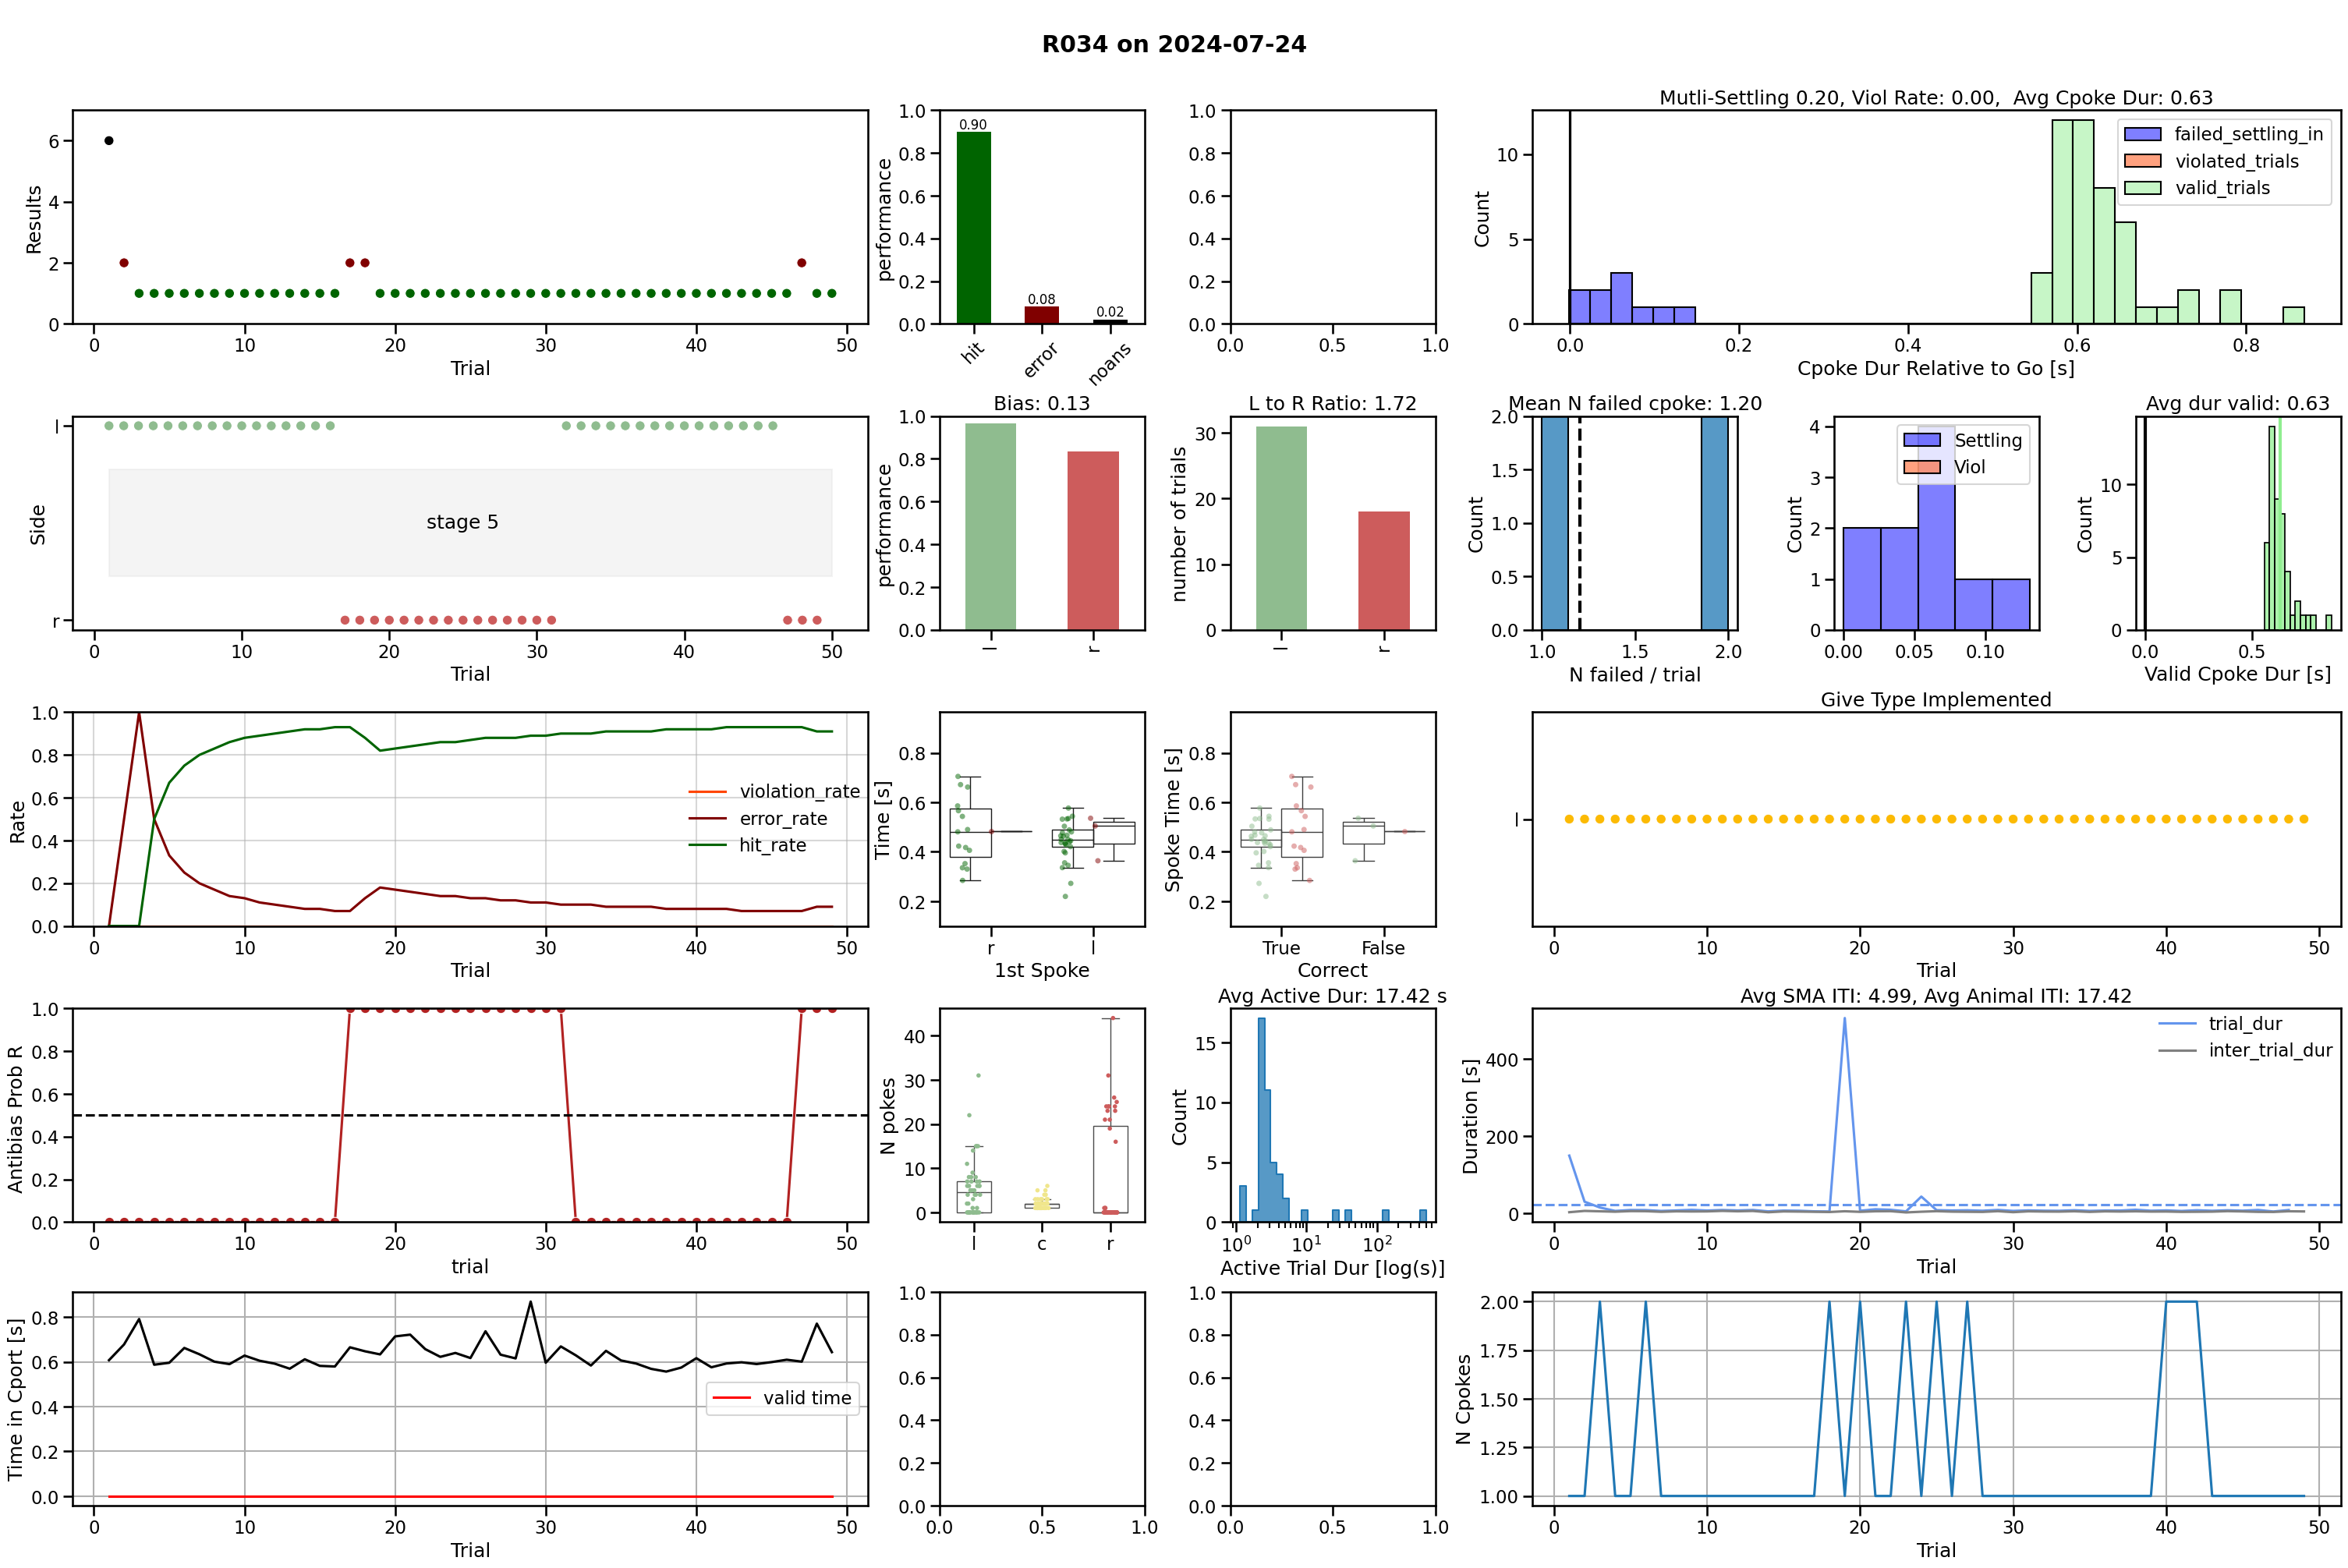 R034 on 2024-07-24
Results
6
4
2
0
0 10 20 30 40 50
Trial
performance
1.0
0.8
0.6
0.4
0.2
0.0
0.90
0.08
0.02
hit
error
noans
1.0
0.8
0.6
0.4
0.2
0.0
0.0 0.5 1.0
Mutli-Settling 0.20, Viol Rate: 0.00,  Avg Cpoke Dur: 0.63
Count
10
5
0
failed_settling_in
violated_trials
valid_trials
0.0 0.2 0.4 0.6 0.8
Cpoke Dur Relative to Go [s]
Side
l
r
stage 5
0 10 20 30 40 50
Trial
Bias: 0.13
performance
1.0
0.8
0.6
0.4
0.2
0.0
l r
L to R Ratio: 1.72
number of trials
30
20
10
0
l r
Mean N failed cpoke: 1.20
Count
2.0
1.5
1.0
0.5
0.0
1.0 1.5 2.0
N failed / trial
Count
4
3
2
1
0
Settling
Viol
0.00 0.05 0.10
Avg dur valid: 0.63
Count
10
5
0
0.0 0.5
Valid Cpoke Dur [s]
Rate
1.0
0.8
0.6
0.4
0.2
0.0
violation_rate
error_rate
hit_rate
0 10 20 30 40 50
Trial
Time [s]
0.8
0.6
0.4
0.2
r l
1st Spoke
Spoke Time [s]
0.8
0.6
0.4
0.2
True False
Correct
Give Type Implemented
l
0 10 20 30 40 50
Trial
Antibias Prob R
1.0
0.8
0.6
0.4
0.2
0.0
0 10 20 30 40 50
trial
N pokes
40
30
20
10
0
l c r
Avg Active Dur: 17.42 s
Count
15
10
5
0
10⁰ 10¹ 10²
Active Trial Dur [log(s)]
Avg SMA ITI: 4.99, Avg Animal ITI: 17.42
Duration [s]
400
200
0
trial_dur
inter_trial_dur
0 10 20 30 40 50
Trial
Time in Cport [s]
0.8
0.6
0.4
0.2
0.0
valid time
0 10 20 30 40 50
Trial
1.0
0.8
0.6
0.4
0.2
0.0
0.0 0.5 1.0
1.0
0.8
0.6
0.4
0.2
0.0
0.0 0.5 1.0
N Cpokes
2.00
1.75
1.50
1.25
1.00
0 10 20 30 40 50
Trial